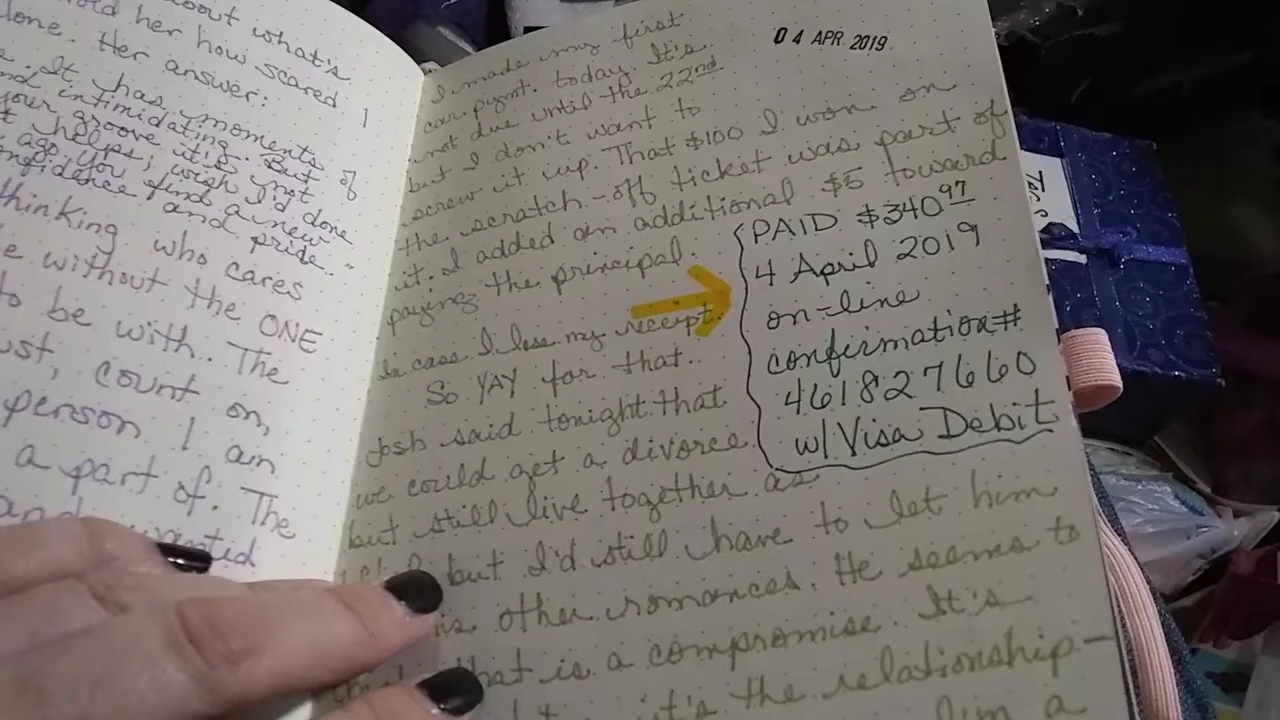 about what's
told her how scared
done. Her answer:
It has moments
and intimidating. But
your groove it's of
helpt; wish I'd not
ago you find a new done
confidence and pride."
thinking who cares
without the ONE
to be with. The
count on
person I am
a part of. The
wanted
04 APR 2019
I made my first
car pymt. today. It's
not due until the 22nd
but I don't want to
screw it up. That $100 I won on
the scratch-off ticket was part of
it. I added an additional $5 toward
paying the principal.
In case I lose my receipt.
PAID $340.97
4 April 2019
on-line
confirmation#
461827660
w/Visa Debit
So YAY for that.
Josh said tonight that
we could get a divorce
but still live together as
but I'd still have to let him
other romances. He seems to
that is a compromise. It's
it's the relationship-
I'm a